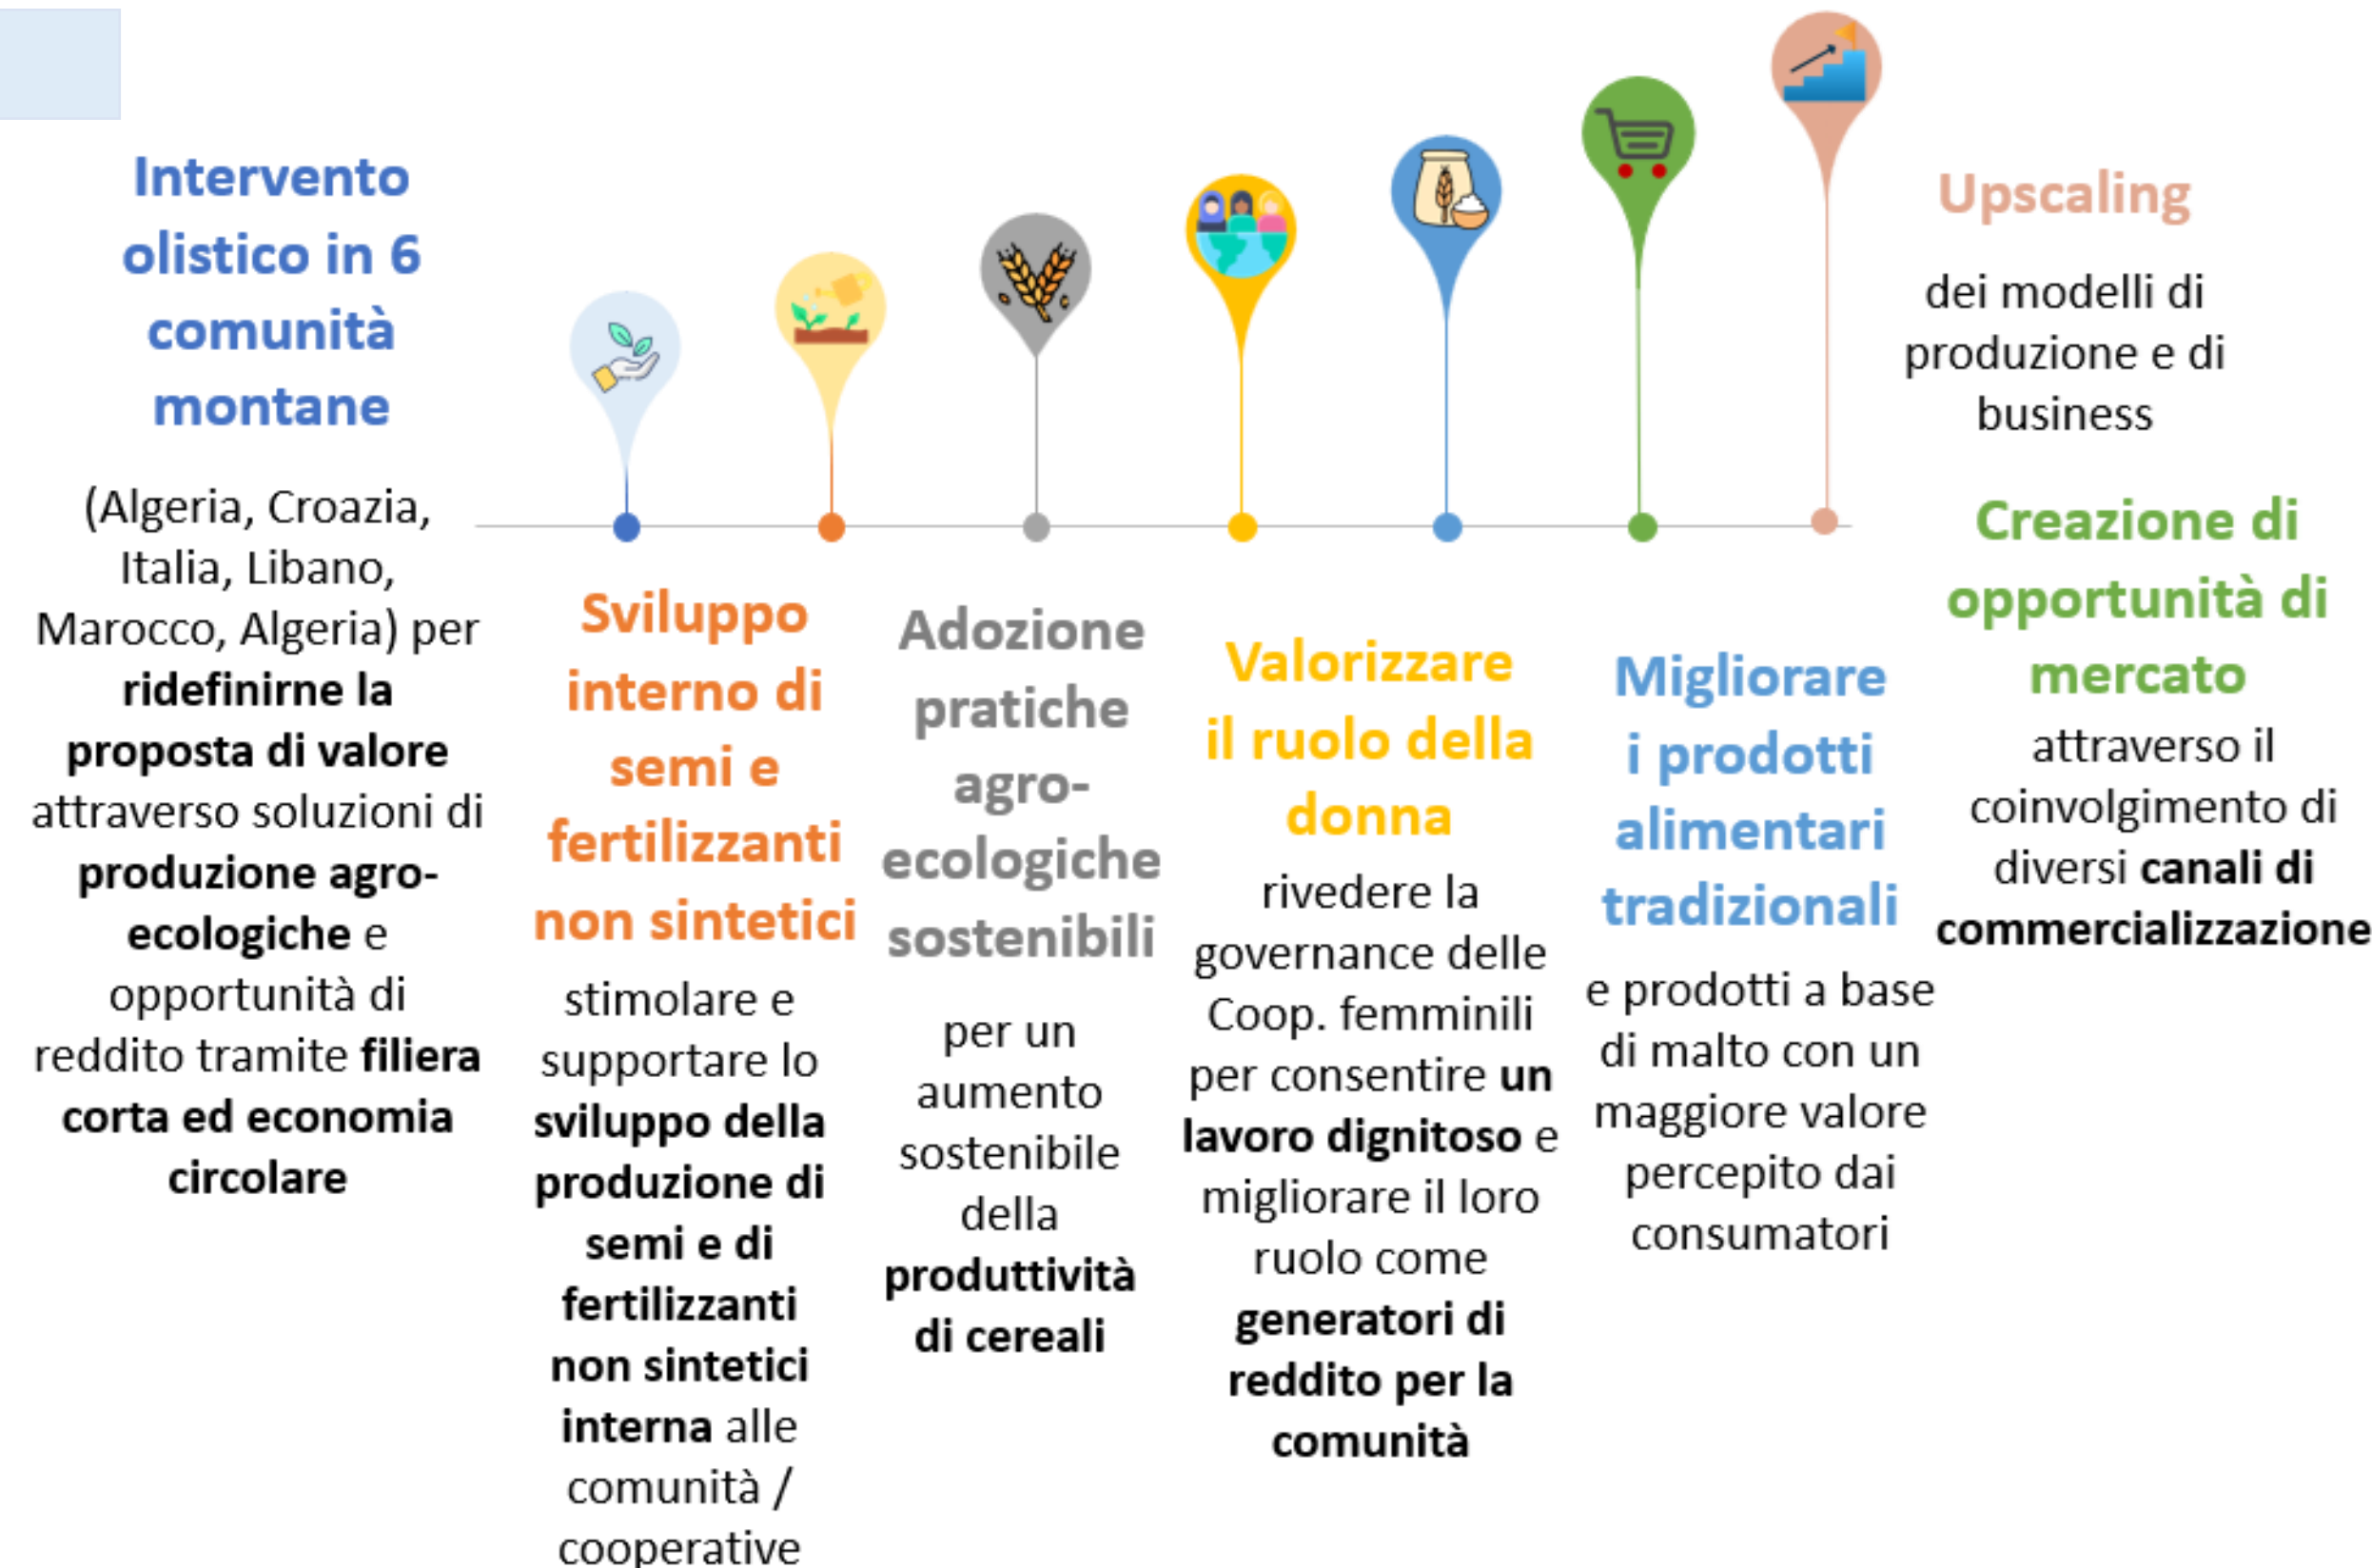 Intervento
olistico in 6
comunità
montane
(Algeria, Croazia,
Italia, Libano,
Marocco, Algeria) per
ridefinirne la
proposta di valore
attraverso soluzioni di
produzione agro-
ecologiche e
opportunità di
reddito tramite filiera
corta ed economia
circolare
Sviluppo
interno di
semi e
fertilizzanti
non sintetici
stimolare e
supportare lo
sviluppo della
produzione di
semi e di
fertilizzanti
non sintetici
interna alle
comunità /
cooperative
Adozione
pratiche
agro-
ecologiche
sostenibili
per un
aumento
sostenibile
della
produttività
di cereali
Valorizzare
il ruolo della
donna
rivedere la
governance delle
Coop. femminili
per consentire un
lavoro dignitoso e
migliorare il loro
ruolo come
generatori di
reddito per la
comunità
Migliorare
i prodotti
alimentari
tradizionali
e prodotti a base
di malto con un
maggiore valore
percepito dai
consumatori
Creazione di
opportunità di
mercato
attraverso il
coinvolgimento di
diversi canali di
commercializzazione
Upscaling
dei modelli di
produzione e di
business